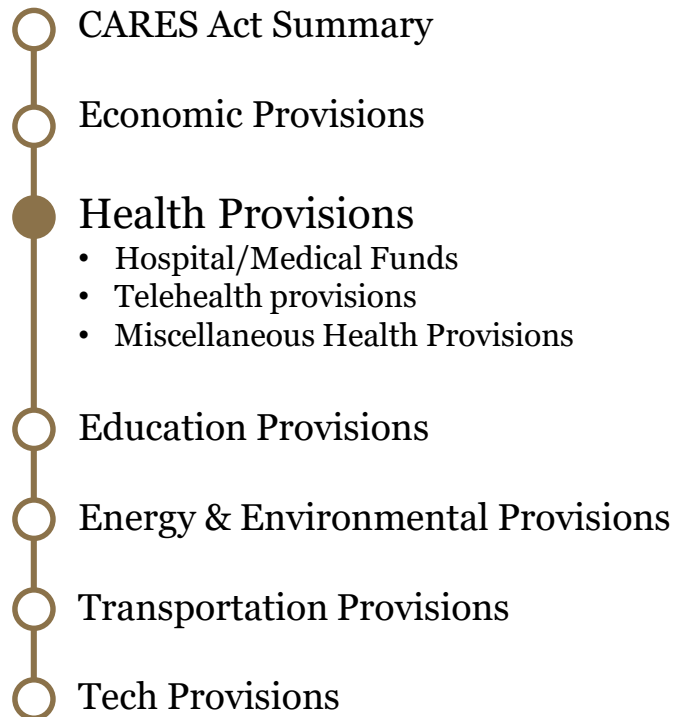 CARES Act Summary
Economic Provisions
Health Provisions
• Hospital/Medical Funds
• Telehealth provisions
• Miscellaneous Health Provisions
Education Provisions
Energy & Environmental Provisions
Transportation Provisions
Tech Provisions